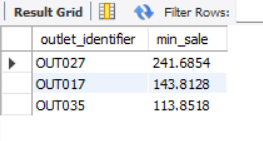 Result Grid Filter Rows:
outlet_identifier min_sale
OUT027 241.6854
OUT017 143.8128
OUT035 113.8518